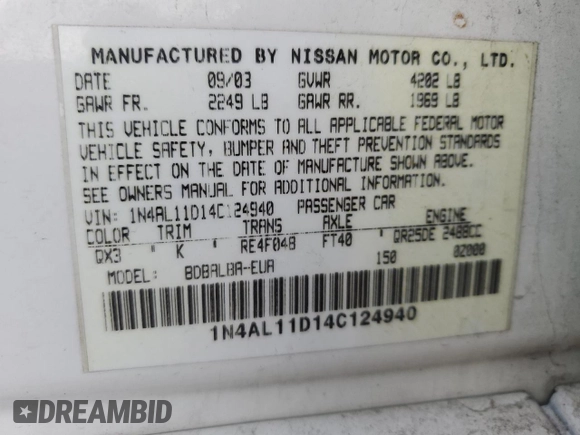 MANUFACTURED BY NISSAN MOTOR CO., LTD.
DATE 09/03 GVWR 4202 LB
GAWR FR. 2249 LB GAWR RR. 1969 LB
THIS VEHICLE CONFORMS TO ALL APPLICABLE FEDERAL MOTOR
VEHICLE SAFETY, BUMPER AND THEFT PREVENTION STANDARDS
IN EFFECT ON THE DATE OF MANUFACTURE SHOWN ABOVE.
SEE OWNERS MANUAL FOR ADDITIONAL INFORMATION.
VIN: 1N4AL11D14C124940 PASSENGER CAR
COLOR TRIM TRANS AXLE ENGINE
QX3 " K " RE4F04B FT40 " QR25DE 2488CC
MODEL: BDBALBA-EUA 150 02000
1N4AL11D14C124940
DREAMBID